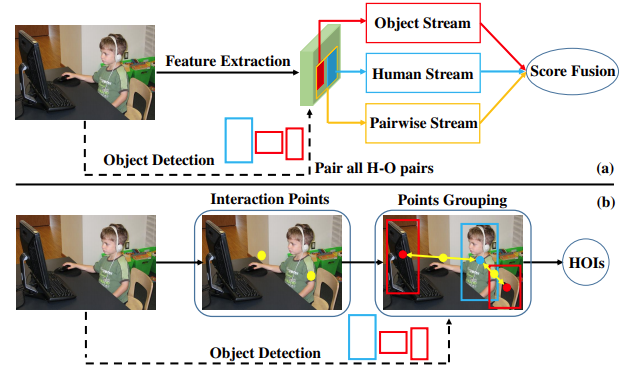 Object Stream
Feature Extraction
Human Stream
Score Fusion
Pairwise Stream
Object Detection
Pair all H-O pairs
(a)
Interaction Points
Points Grouping
(b)
HOIs
Object Detection